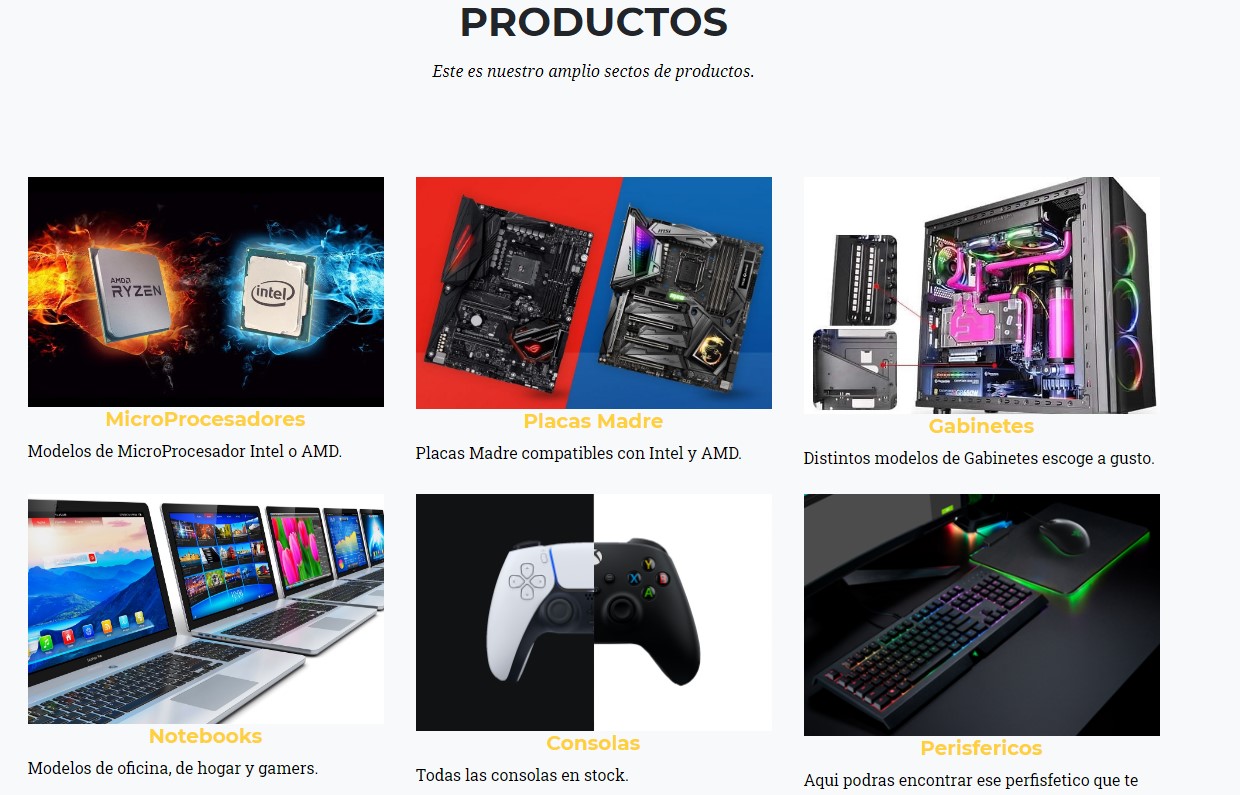 PRODUCTOS
Este es nuestro amplio sectos de productos.
AMD
RYZEN
intel
MicroProcesadores
Modelos de MicroProcesador Intel o AMD.
Placas Madre
Placas Madre compatibles con Intel y AMD.
Gabinetes
Distintos modelos de Gabinetes escoge a gusto.
Notebooks
Modelos de oficina, de hogar y gamers.
Y
X
B
A
Consolas
Todas las consolas en stock.
Perisfericos
Aqui podras encontrar ese perfisfetico que te